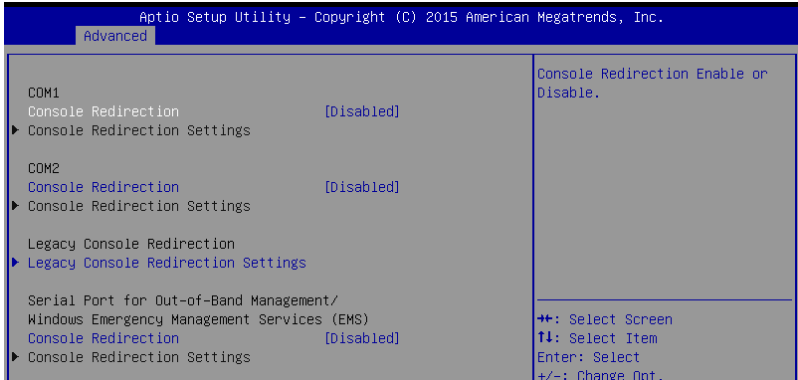 Aptio Setup Utility – Copyright (C) 2015 American Megatrends, Inc.
Advanced
COM1
Console Redirection [Disabled]
Console Redirection Settings
COM2
Console Redirection [Disabled]
Console Redirection Settings
Legacy Console Redirection
Legacy Console Redirection Settings
Serial Port for Out-of-Band Management/
Windows Emergency Management Services (EMS)
Console Redirection [Disabled]
Console Redirection Settings
Console Redirection Enable or
Disable.
→←: Select Screen
↑↓: Select Item
Enter: Select
+/-: Change Opt.